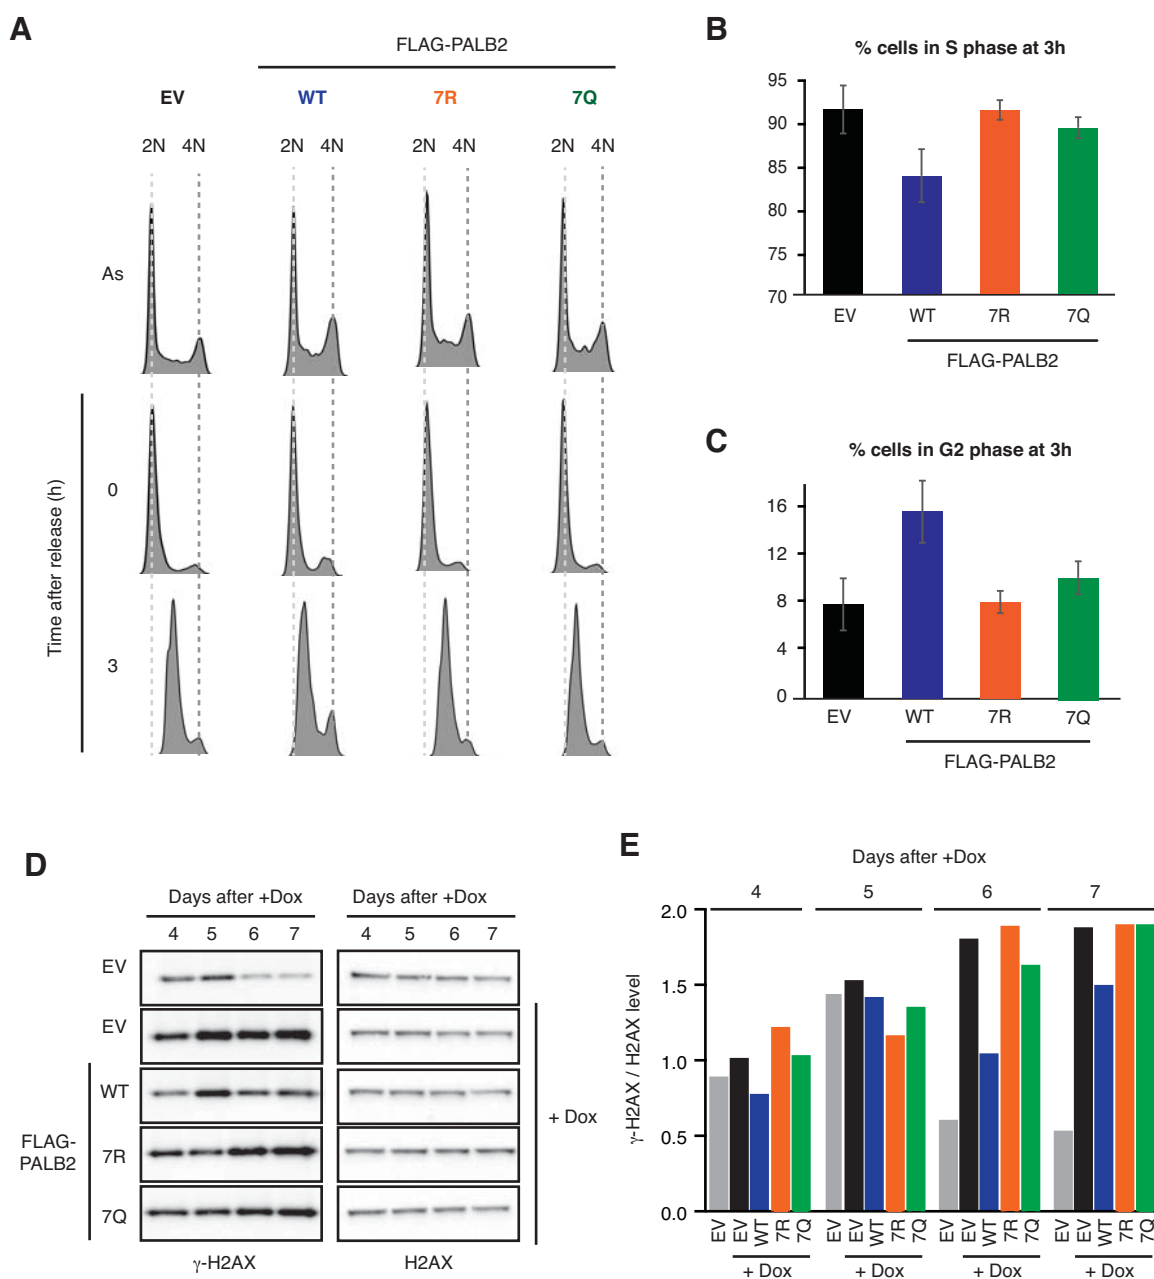 A
FLAG-PALB2
EV WT 7R 7Q
2N 4N 2N 4N 2N 4N 2N 4N
As
0
3
Time after release (h)
B
% cells in S phase at 3h
95
90
85
80
75
70
EV WT 7R 7Q
FLAG-PALB2
C
% cells in G2 phase at 3h
16
12
8
4
0
EV WT 7R 7Q
FLAG-PALB2
D
Days after +Dox Days after +Dox
4 5 6 7 4 5 6 7
EV
EV
WT
7R
7Q
FLAG-
PALB2
+ Dox
γ-H2AX H2AX
E
Days after +Dox
4 5 6 7
2.0
1.5
1.0
0.5
0.0
γ-H2AX / H2AX level
EV EV WT 7R 7Q EV EV WT 7R 7Q EV EV WT 7R 7Q EV EV WT 7R 7Q
+ Dox + Dox + Dox + Dox